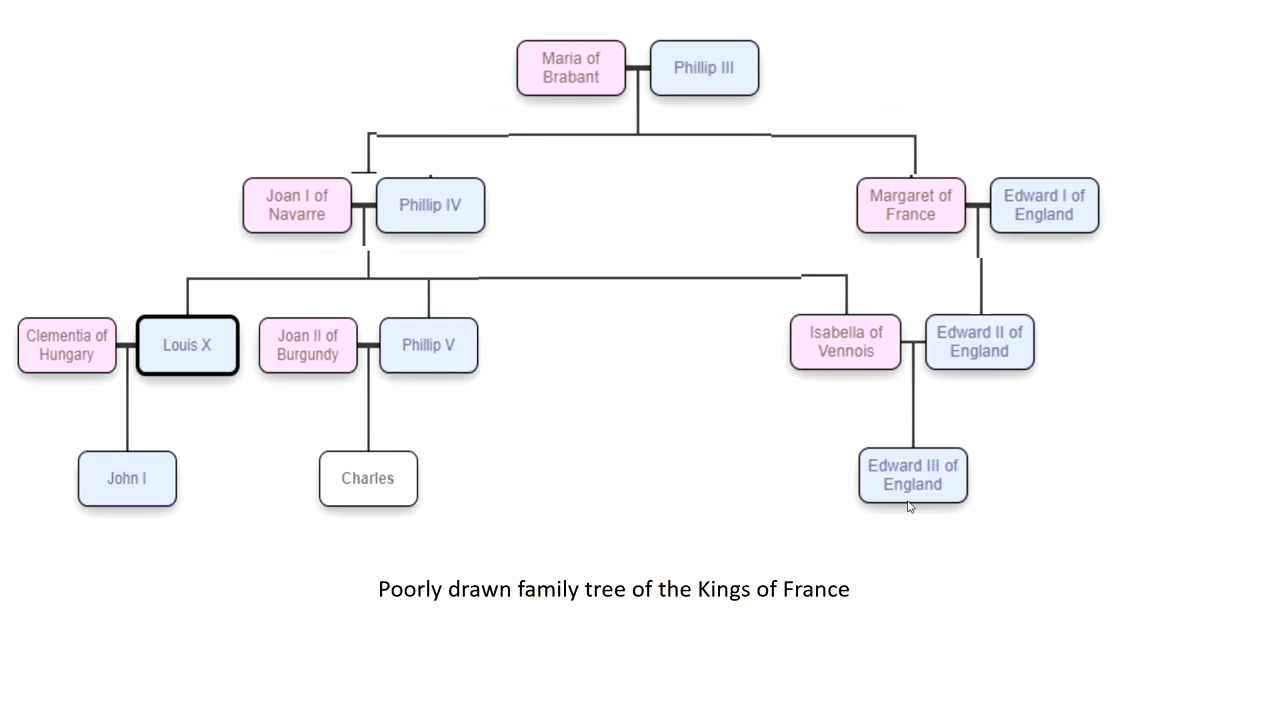 Maria of
Brabant
Phillip III
Joan I of
Navarre
Phillip IV
Margaret of
France
Edward I of
England
Clementia of
Hungary
Louis X
Joan II of
Burgundy
Phillip V
Isabella of
Vennois
Edward II of
England
John I
Charles
Edward III of
England
Poorly drawn family tree of the Kings of France